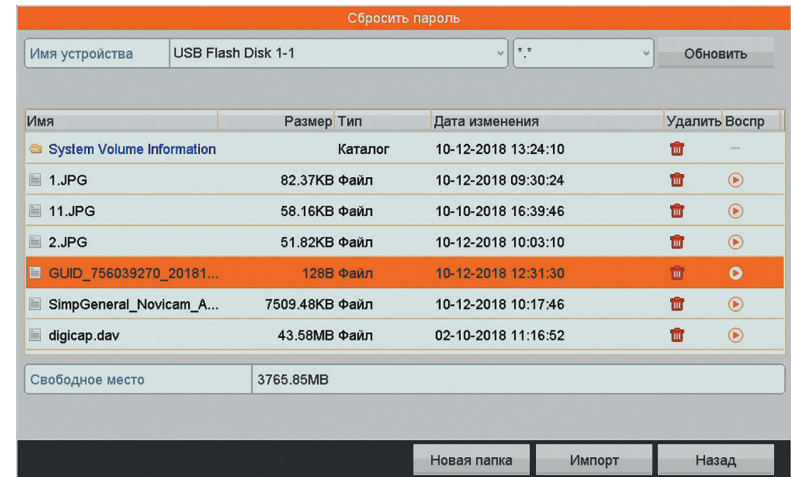 Сбросить пароль
Имя устройства USB Flash Disk 1-1 *.* Обновить
Имя Размер Тип Дата изменения Удалить Воспр
System Volume Information Каталог 10-12-2018 13:24:10 —
1.JPG 82.37KB Файл 10-12-2018 09:30:24
11.JPG 58.16KB Файл 10-10-2018 16:39:46
2.JPG 51.82KB Файл 10-12-2018 10:03:10
GUID_756039270_20181... 128B Файл 10-12-2018 12:31:30
SimpGeneral_Novicam_A... 7509.48KB Файл 10-12-2018 10:17:46
digicap.dav 43.58MB Файл 02-10-2018 11:16:52
Свободное место 3765.85MB
Новая папка Импорт Назад